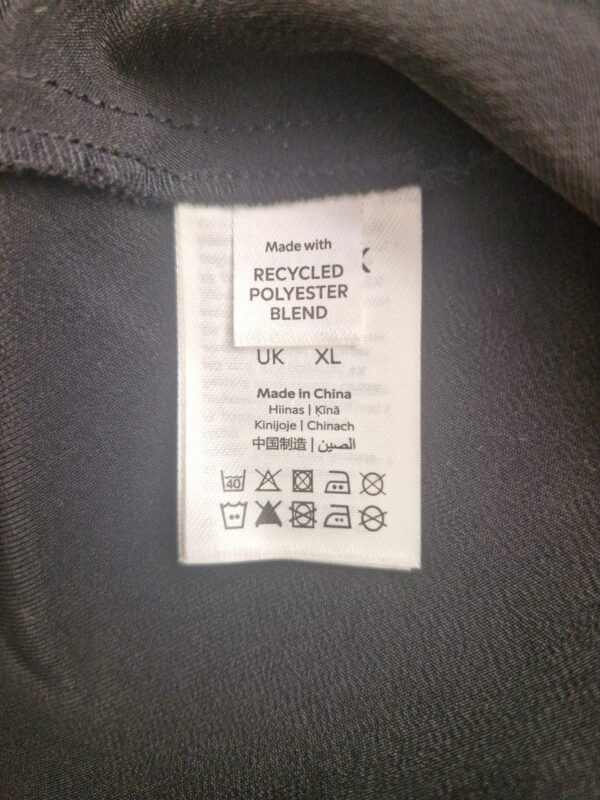 Made with
RECYCLED
POLYESTER
BLEND
UK XL
Made In China
Hiinas | Ķīnā
Kinijoje | Chinach
中国制造 | الصين
40